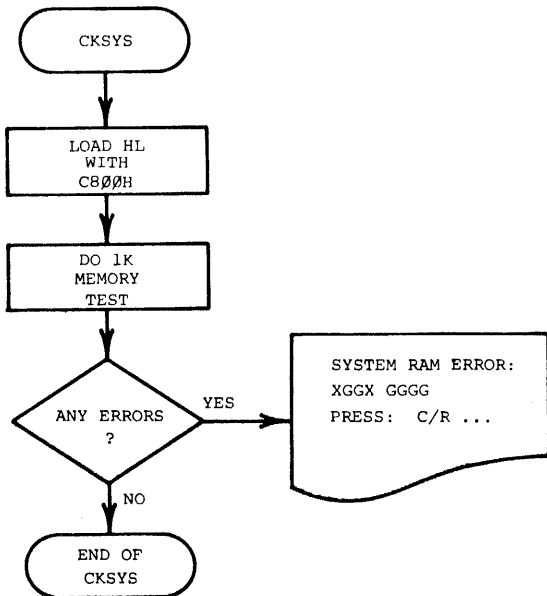 CKSYS
LOAD HL
WITH
C8ØØH
DO 1K
MEMORY
TEST
ANY ERRORS
?
YES
SYSTEM RAM ERROR:
XGGX GGGG
PRESS: C/R ...
NO
END OF
CKSYS